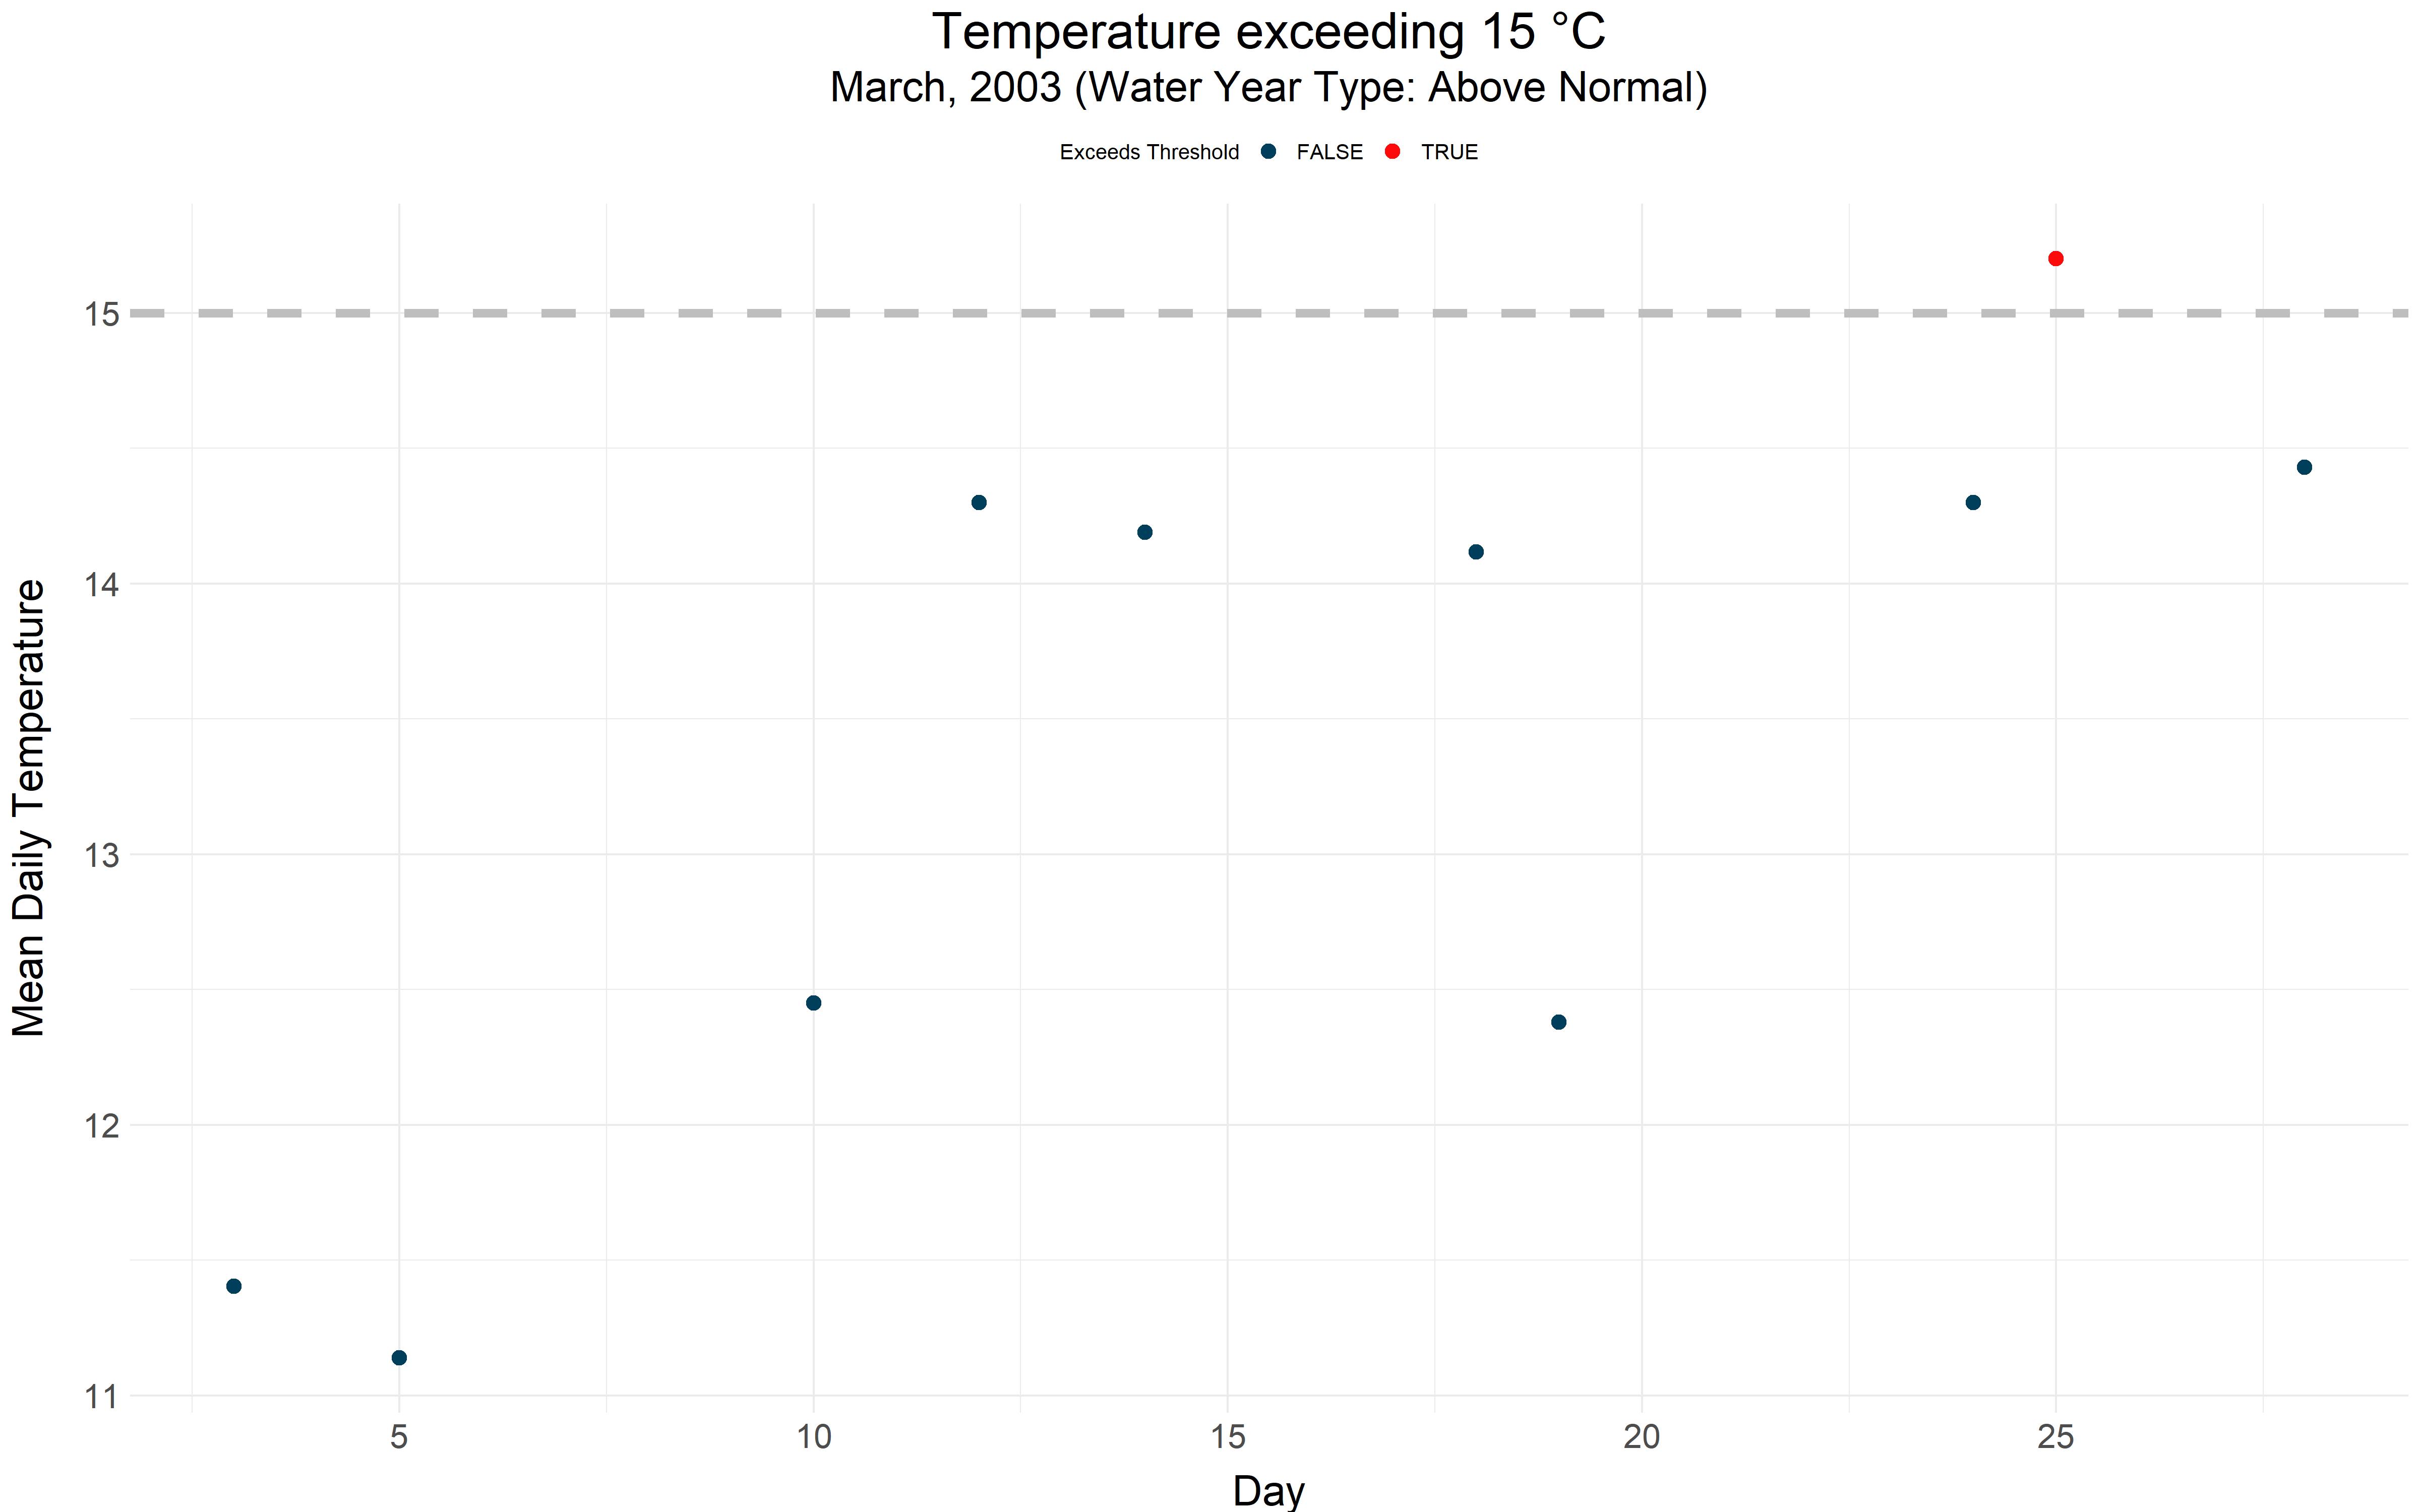 Temperature exceeding 15 °C
March, 2003 (Water Year Type: Above Normal)
Exceeds Threshold FALSE TRUE
Mean Daily Temperature
15
14
13
12
11
5 10 15 20 25
Day